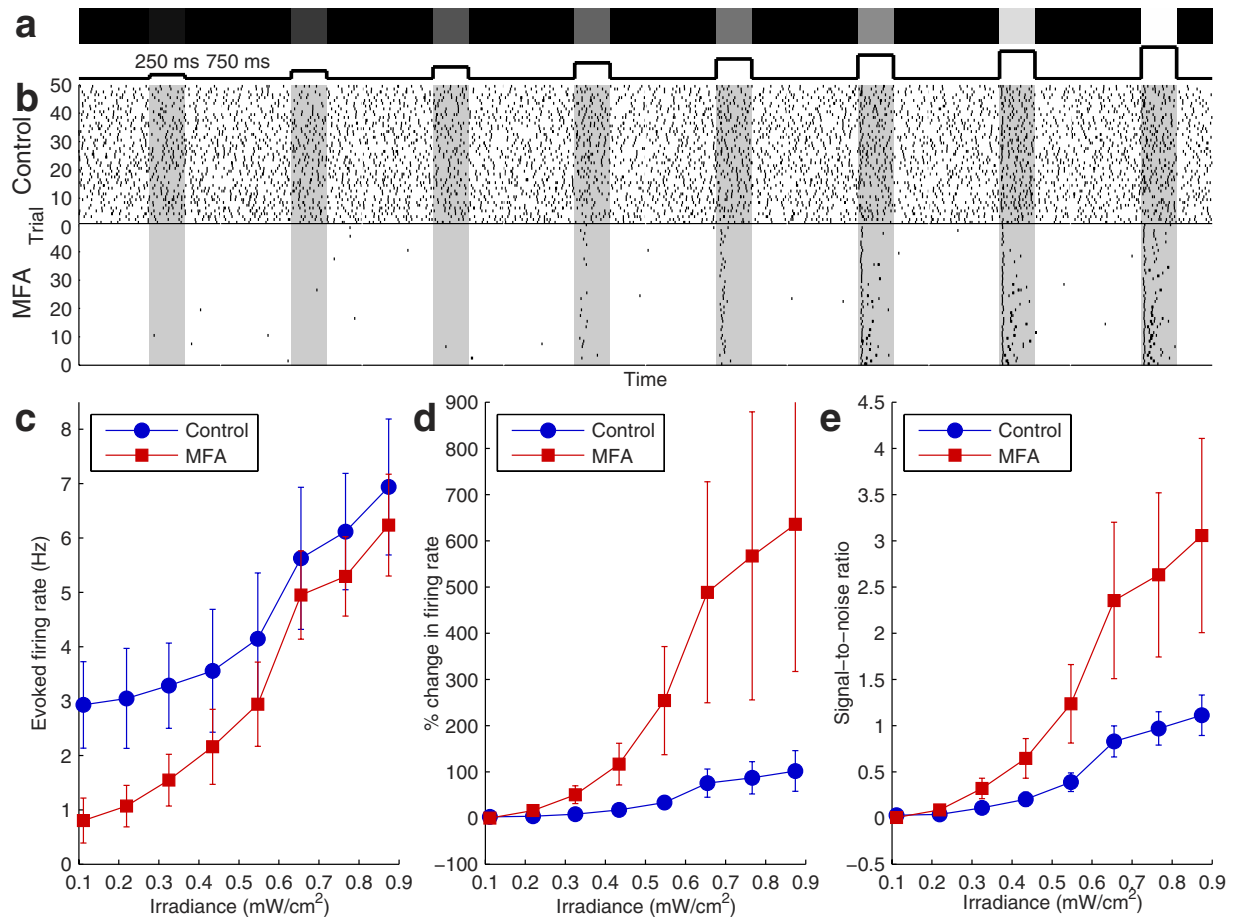 a
250 ms 750 ms
b
Control
MFA
Trial
50
40
30
20
10
0
0
40
30
20
10
0
Time
c
Control
MFA
Evoked firing rate (Hz)
8
7
6
5
4
3
2
1
0
0.1 0.2 0.3 0.4 0.5 0.6 0.7 0.8 0.9
Irradiance (mW/cm²)
d
Control
MFA
% change in firing rate
900
800
700
600
500
400
300
200
100
0
−100
0.1 0.2 0.3 0.4 0.5 0.6 0.7 0.8 0.9
Irradiance (mW/cm²)
e
Control
MFA
Signal−to−noise ratio
4.5
4
3.5
3
2.5
2
1.5
1
0.5
0
−0.5
0.1 0.2 0.3 0.4 0.5 0.6 0.7 0.8 0.9
Irradiance (mW/cm²)